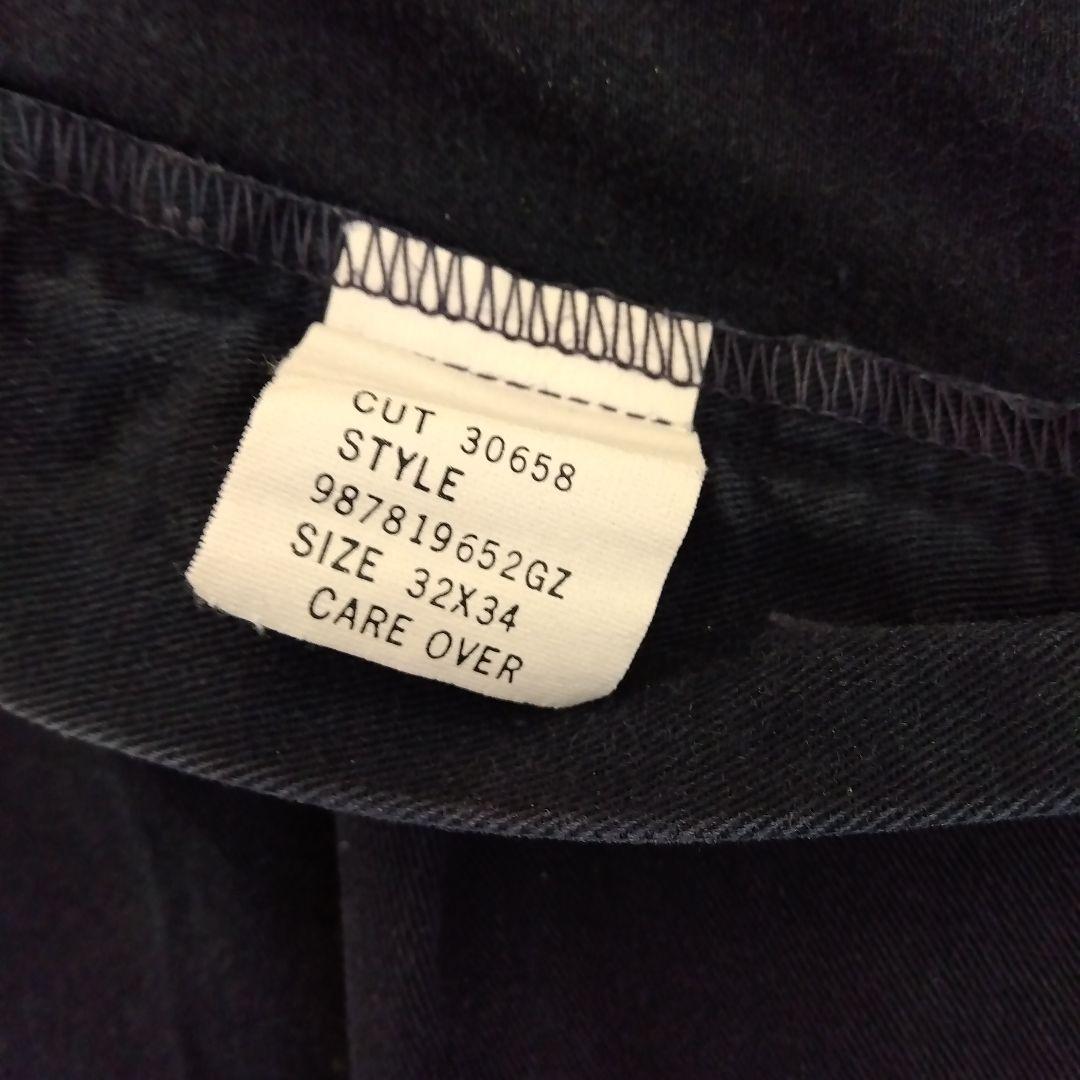 CUT 30658
STYLE
987819652GZ
SIZE 32X34
CARE OVER